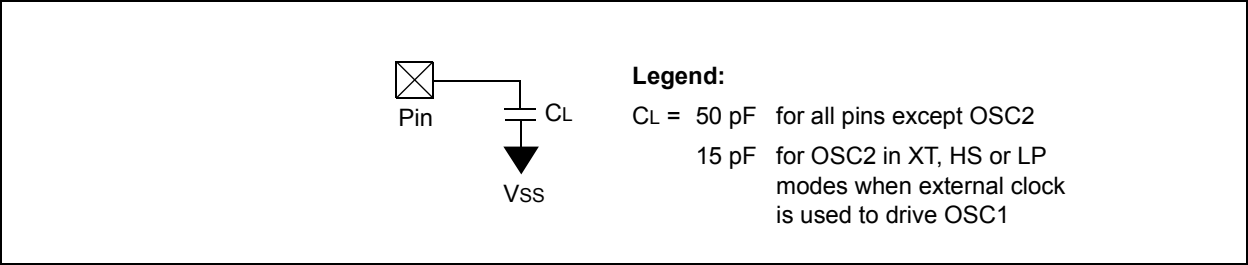 Pin
CL
VSS
Legend:
CL = 50 pF for all pins except OSC2
15 pF for OSC2 in XT, HS or LP
modes when external clock
is used to drive OSC1